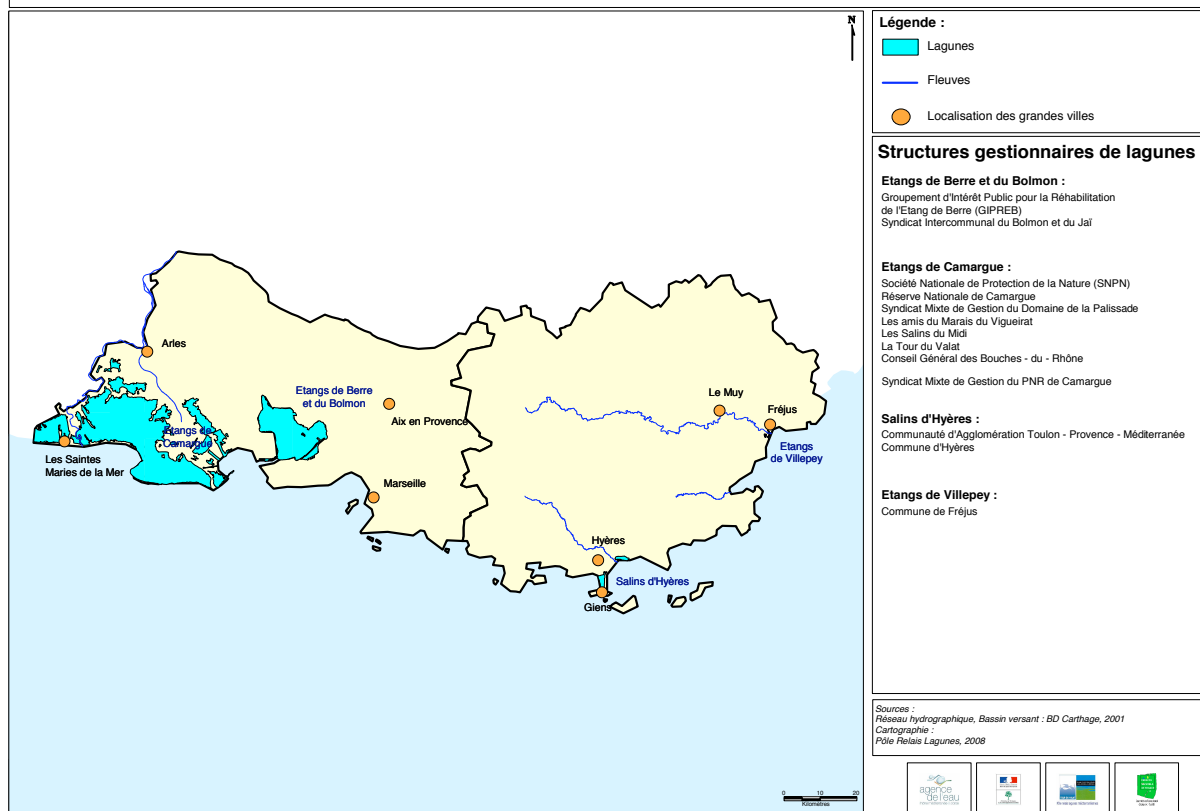 N
Arles
Etangs de Berre
et du Bolmon
Aix en Provence
Etangs de
Camargue
Les Saintes
Maries de la Mer
Marseille
Le Muy
Fréjus
Etangs
de Villepey
Hyères
Salins d'Hyères
Giens
0 10 20
Kilomètres
Légende :
Lagunes
Fleuves
Localisation des grandes villes
Structures gestionnaires de lagunes
Etangs de Berre et du Bolmon :
Groupement d'Intérêt Public pour la Réhabilitation
de l'Etang de Berre (GIPREB)
Syndicat Intercommunal du Bolmon et du Jaï
Etangs de Camargue :
Société Nationale de Protection de la Nature (SNPN)
Réserve Nationale de Camargue
Syndicat Mixte de Gestion du Domaine de la Palissade
Les amis du Marais du Vigueirat
Les Salins du Midi
La Tour du Valat
Conseil Général des Bouches - du - Rhône
Syndicat Mixte de Gestion du PNR de Camargue
Salins d'Hyères :
Communauté d'Agglomération Toulon - Provence - Méditerranée
Commune d'Hyères
Etangs de Villepey :
Commune de Fréjus
Sources :
Réseau hydrographique, Bassin versant : BD Carthage, 2001
Cartographie :
Pôle Relais Lagunes, 2008
agence
de l'eau